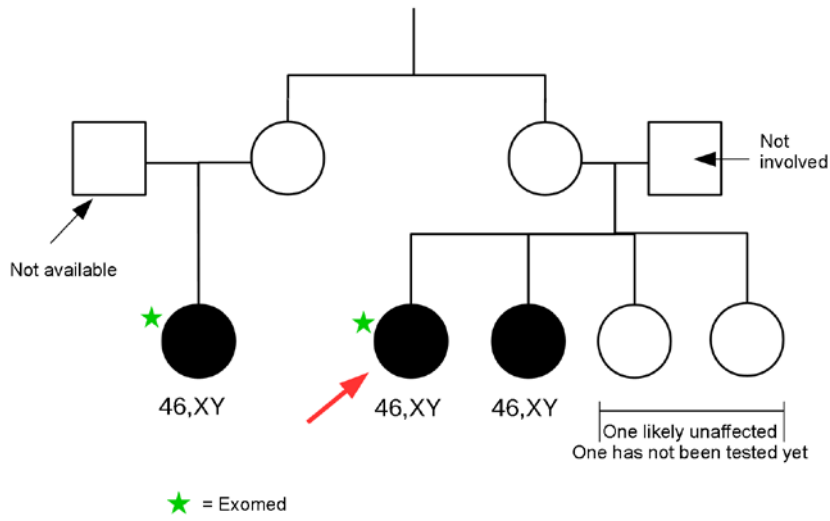 Not
involved
Not available
46,XY
46,XY
46,XY
One likely unaffected
One has not been tested yet
= Exomed